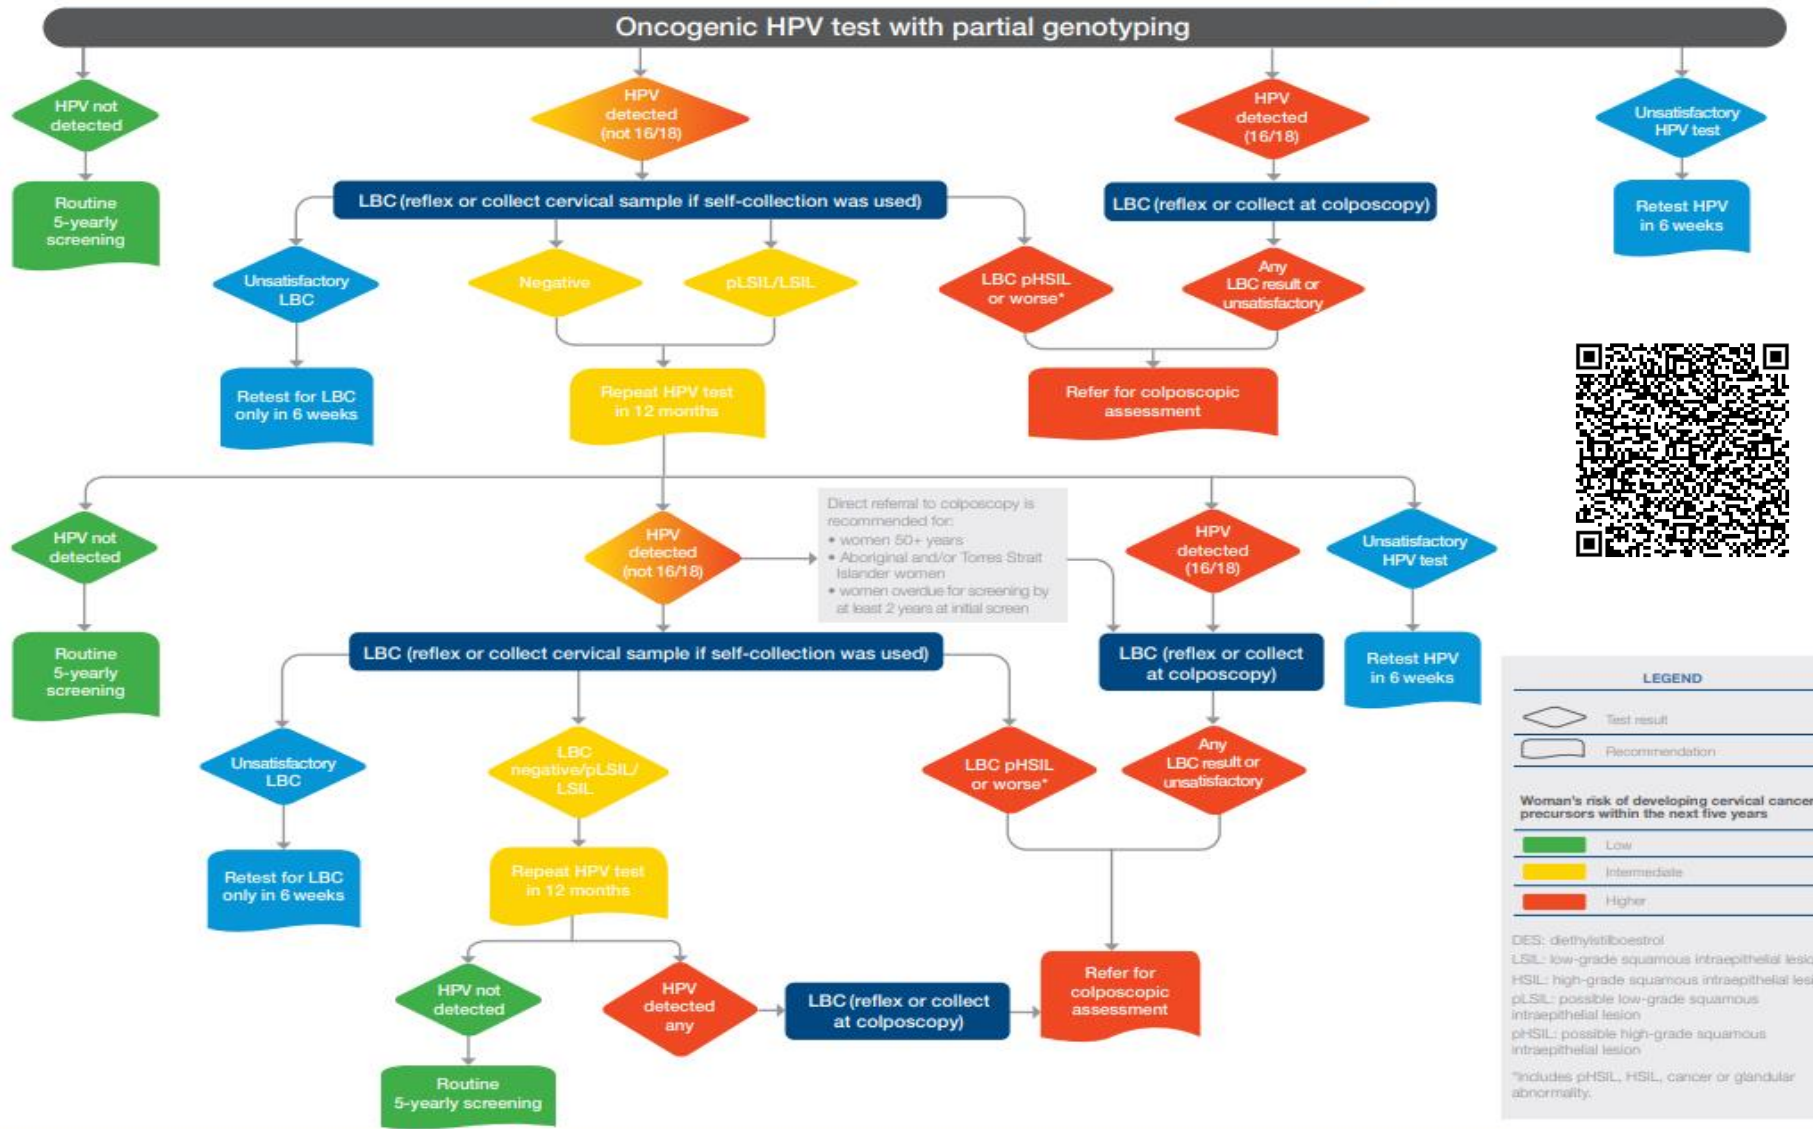 Oncogenic HPV test with partial genotyping
HPV not
detected
HPV
detected
(not 16/18)
HPV
detected
(16/18)
Unsatisfactory
HPV test
Routine
5-yearly
screening
LBC (reflex or collect cervical sample if self-collection was used)
LBC (reflex or collect at colposcopy)
Retest HPV
in 6 weeks
Unsatisfactory
LBC
Negative
pLSIL/LSIL
LBC pHSIL
or worse*
Any
LBC result or
unsatisfactory
Retest for LBC
only in 6 weeks
Repeat HPV test
in 12 months
Refer for colposcopic
assessment
HPV not
detected
HPV
detected
(not 16/18)
Direct referral to colposcopy is
recommended for:
• women 50+ years
• Aboriginal and/or Torres Strait
Islander women
• women overdue for screening by
at least 2 years at initial screen
HPV
detected
(16/18)
Unsatisfactory
HPV test
Routine
5-yearly
screening
LBC (reflex or collect cervical sample if self-collection was used)
LBC (reflex or collect
at colposcopy)
Retest HPV
in 6 weeks
Unsatisfactory
LBC
LBC
negative/pLSIL/
LSIL
LBC pHSIL
or worse*
Any
LBC result or
unsatisfactory
Retest for LBC
only in 6 weeks
Repeat HPV test
in 12 months
HPV not
detected
HPV
detected
any
LBC (reflex or collect
at colposcopy)
Refer for
colposcopic
assessment
Routine
5-yearly screening
LEGEND
Test result
Recommendation
Woman's risk of developing cervical cancer
precursors within the next five years
Low
Intermediate
Higher
DES: diethylstilboestrol
LSIL: low-grade squamous intraepithelial lesio
HSIL: high-grade squamous intraepithelial lesi
pLSIL: possible low-grade squamous
intraepithelial lesion
pHSIL: possible high-grade squamous
intraepithelial lesion
*Includes pHSIL, HSIL, cancer or glandular
abnormality.